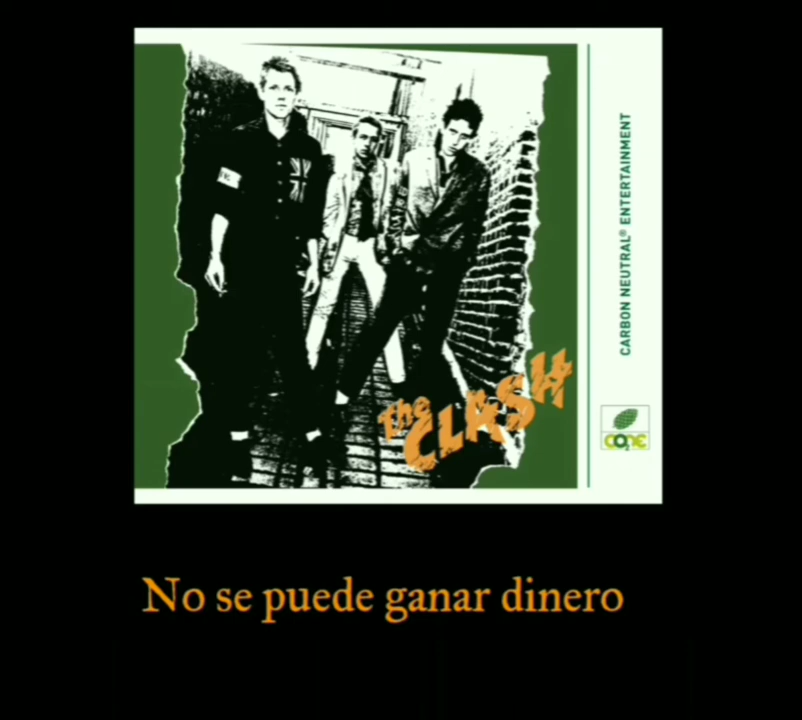 The CLASH
CARBON NEUTRAL® ENTERTAINMENT
No se puede ganar dinero